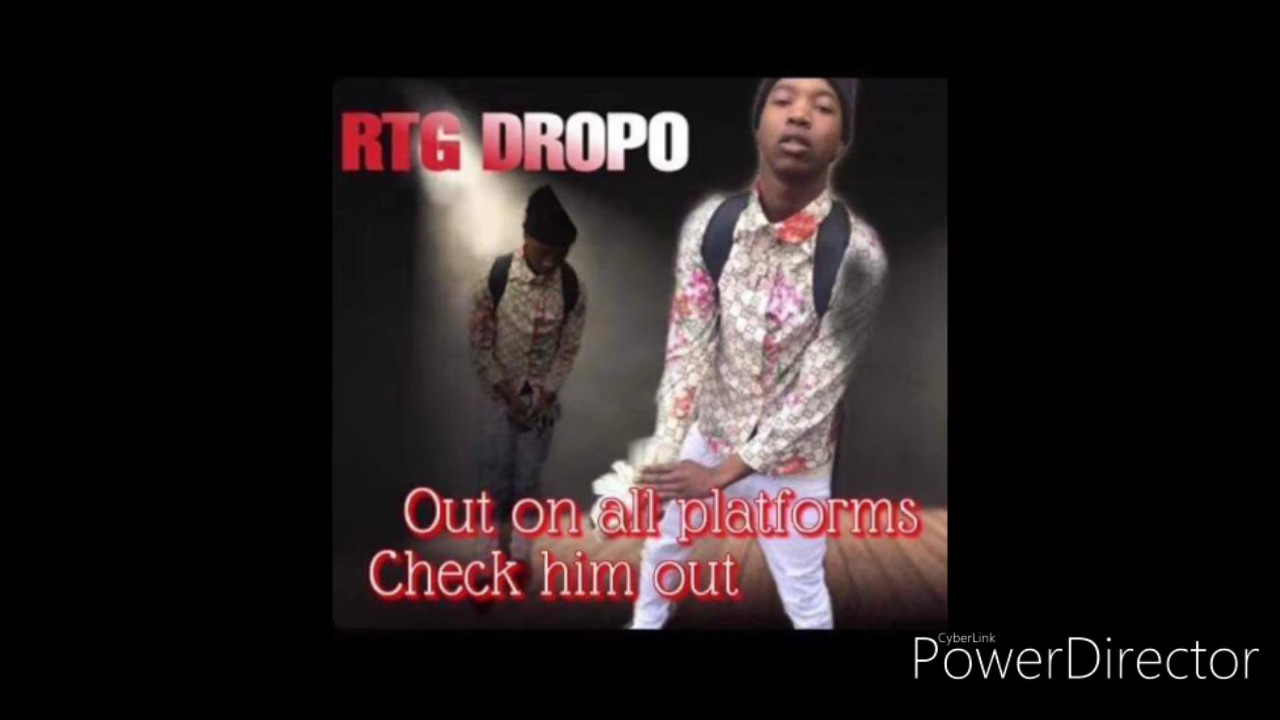 RTG DROPO
Out on all platforms
Check him out
CyberLink
PowerDirector